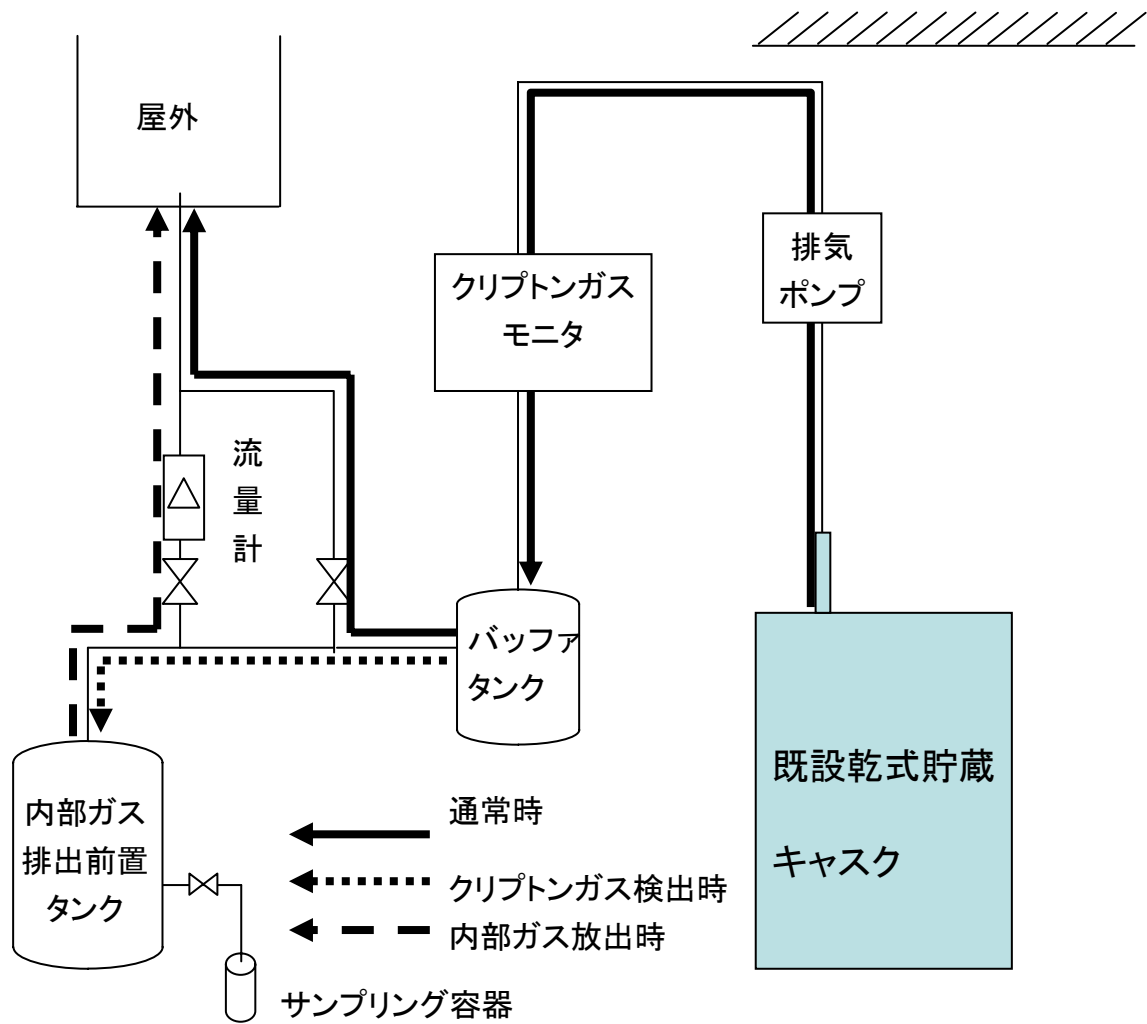 屋外
排気
ポンプ
クリプトンガス
モニタ
流
量
計
バッファ
タンク
既設乾式貯蔵
キャスク
内部ガス
排出前置
タンク
通常時
クリプトンガス検出時
内部ガス放出時
サンプリング容器